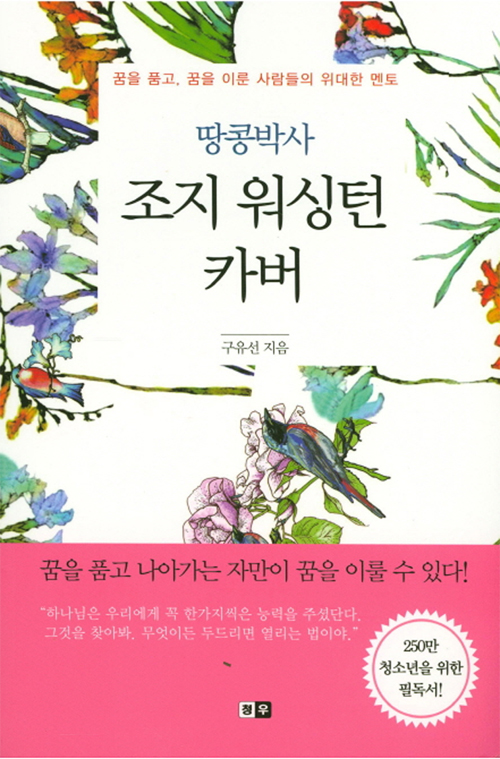 꿈을 품고, 꿈을 이룬 사람들의 위대한 멘토
땅콩박사
조지 워싱턴
카버
구유선 지음
꿈을 품고 나아가는 자만이 꿈을 이룰 수 있다!
“하나님은 우리에게 꼭 한가지씩은 능력을 주셨단다.
그것을 찾아봐. 무엇이든 두드리면 열리는 법이야.”
250만
청소년을 위한
필독서!
청우